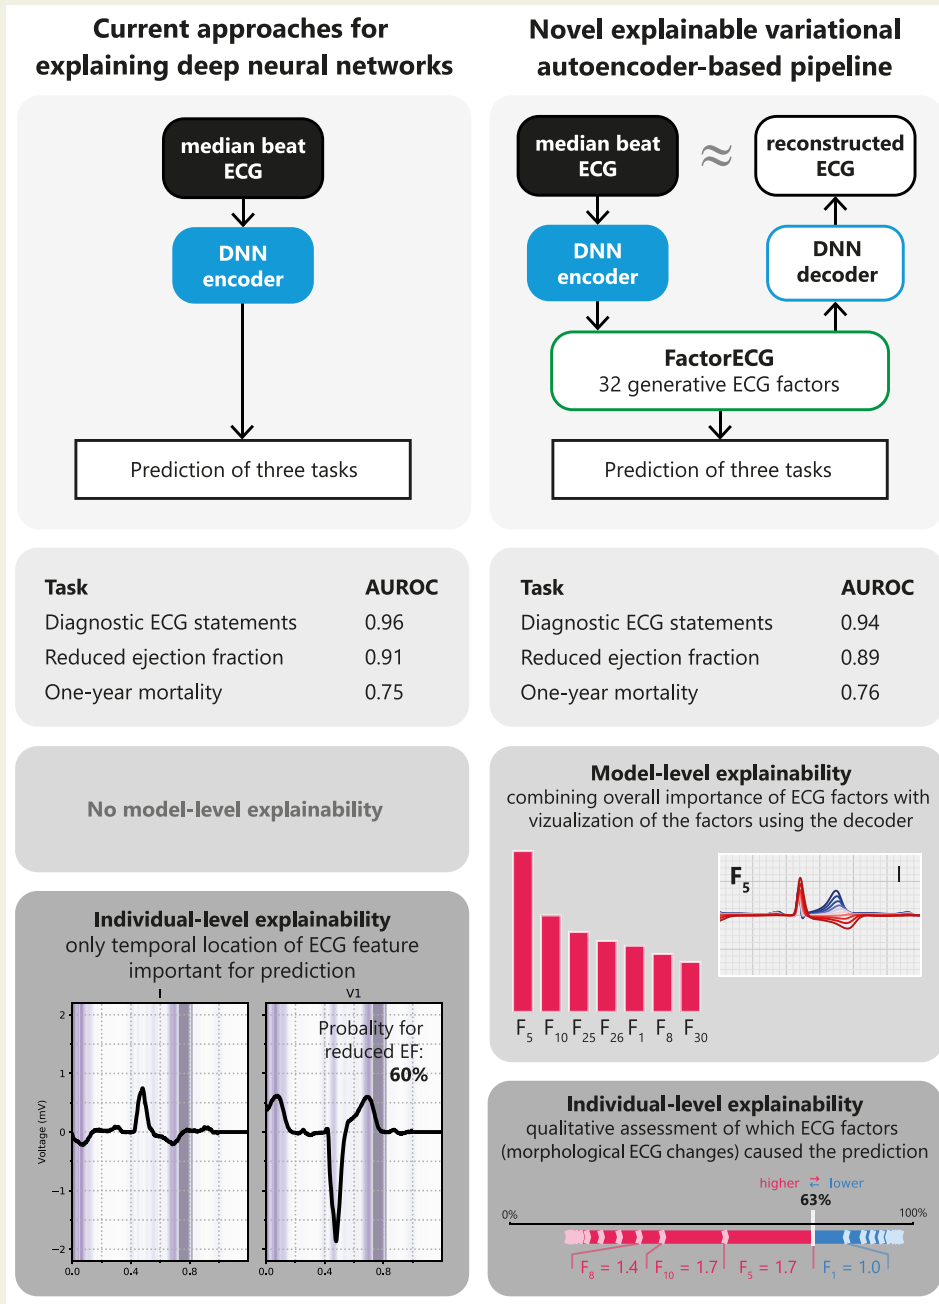 Current approaches for
explaining deep neural networks
median beat
ECG
DNN
encoder
Prediction of three tasks
Task AUROC
Diagnostic ECG statements 0.96
Reduced ejection fraction 0.91
One-year mortality 0.75
No model-level explainability
Individual-level explainability
only temporal location of ECG feature
important for prediction
I
V1
Probality for
reduced EF:
60%
Voltage (mV)
2
1
0
−1
−2
0.0 0.4 0.8
0.0 0.4 0.8
Novel explainable variational
autoencoder-based pipeline
median beat
ECG
≈
reconstructed
ECG
DNN
encoder
DNN
decoder
FactorECG
32 generative ECG factors
Prediction of three tasks
Task AUROC
Diagnostic ECG statements 0.94
Reduced ejection fraction 0.89
One-year mortality 0.76
Model-level explainability
combining overall importance of ECG factors with
vizualization of the factors using the decoder
F5 I
F5 F10 F25 F26 F1 F8 F30
Individual-level explainability
qualitative assessment of which ECG factors
(morphological ECG changes) caused the prediction
higher ⇄ lower
63%
0% 100%
F8 = 1.4 F10 = 1.7 F5 = 1.7 F1 = 1.0